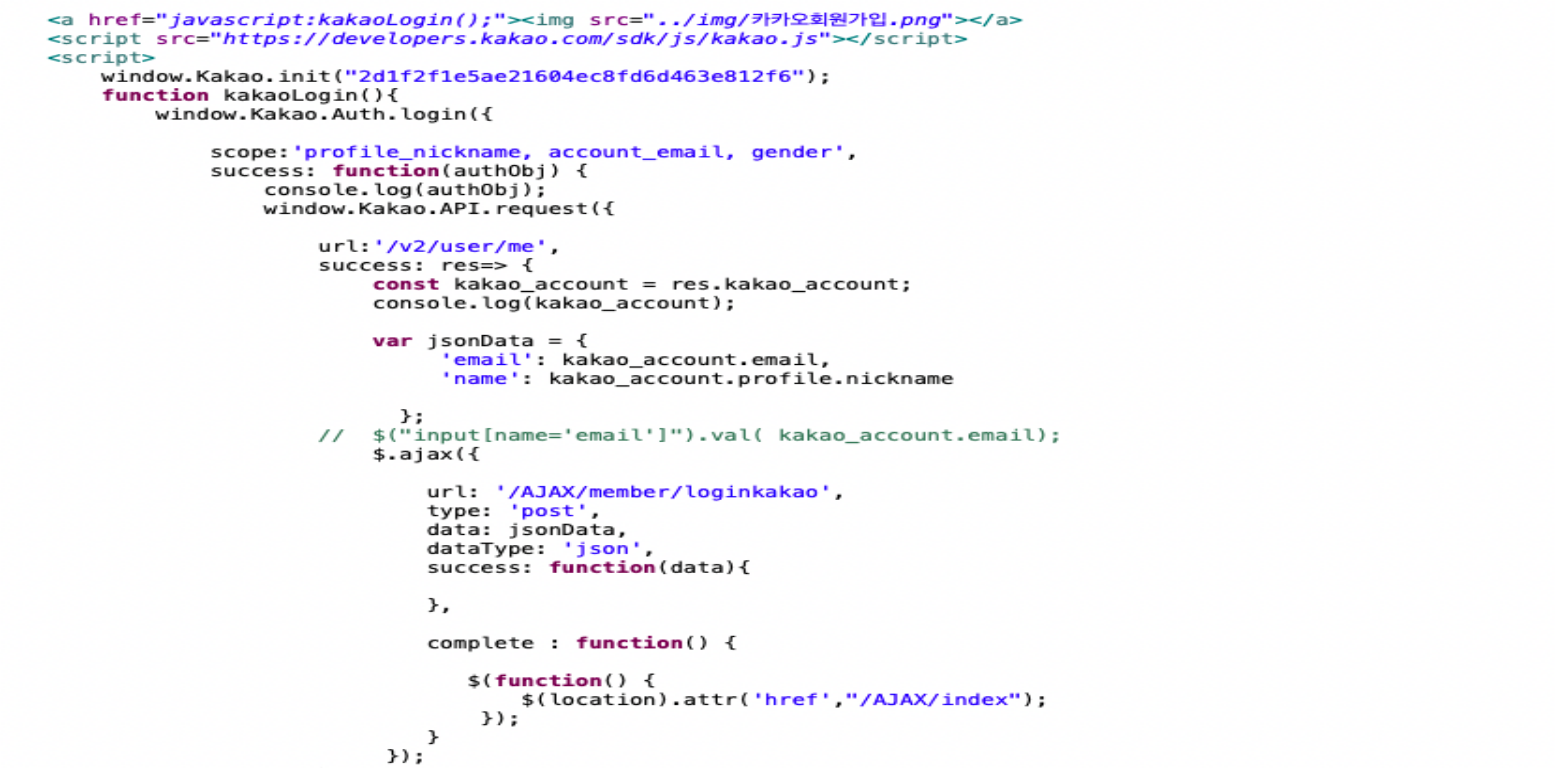 <a href="javascript:kakaoLogin();"><img src="../img/카카오회원가입.png"></a>
<script src="https://developers.kakao.com/sdk/js/kakao.js"></script>
<script>
window.Kakao.init("2d1f2f1e5ae21604ec8fd6d463e812f6");
function kakaoLogin(){
window.Kakao.Auth.login({
scope:'profile_nickname, account_email, gender',
success: function(authObj) {
console.log(authObj);
window.Kakao.API.request({
url:'/v2/user/me',
success: res=> {
const kakao_account = res.kakao_account;
console.log(kakao_account);
var jsonData = {
'email': kakao_account.email,
'name': kakao_account.profile.nickname
};
// $("input[name='email']").val( kakao_account.email);
$.ajax({
url: '/AJAX/member/loginkakao',
type: 'post',
data: jsonData,
dataType: 'json',
success: function(data){
},
complete : function() {
$(function() {
$(location).attr('href',"/AJAX/index");
});
}
});